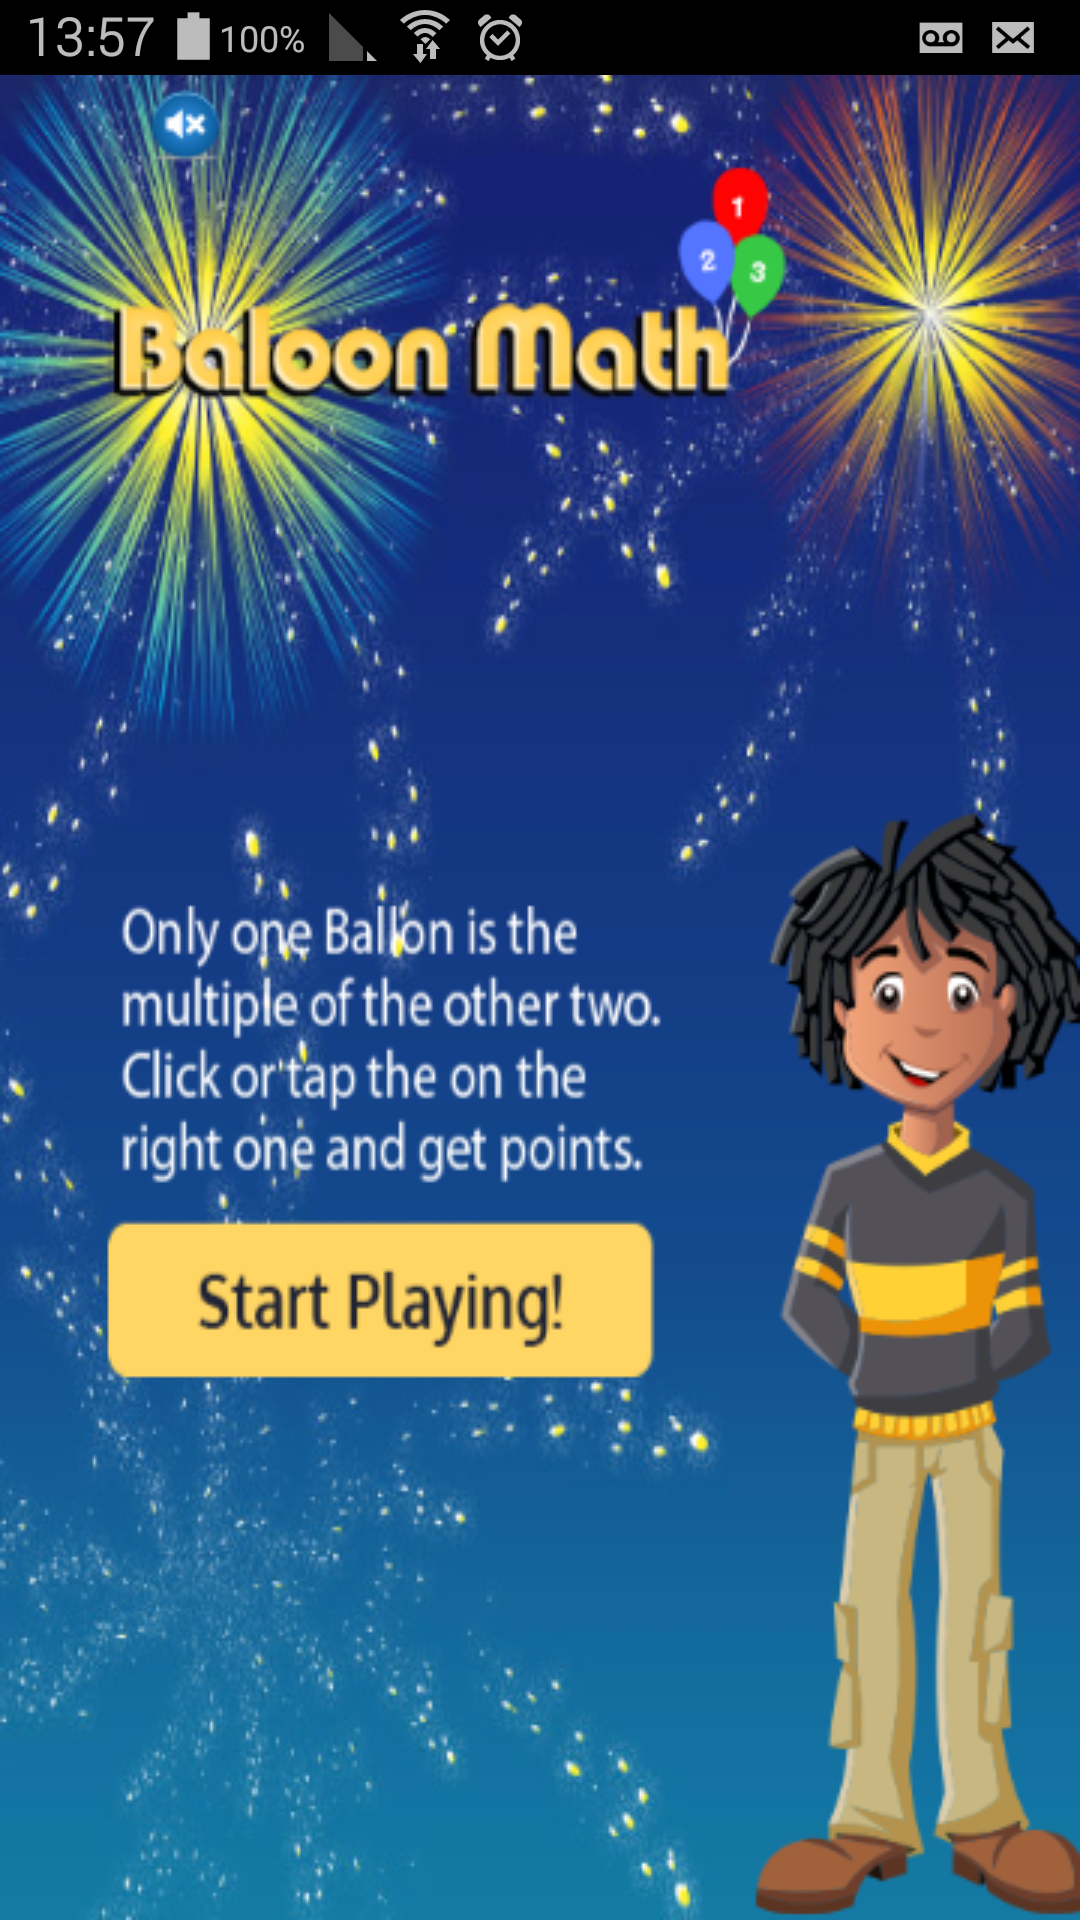 13:57 100%
1
2
3
Baloon Math
Only one Ballon is the
multiple of the other two.
Click or tap the on the
right one and get points.
Start Playing!